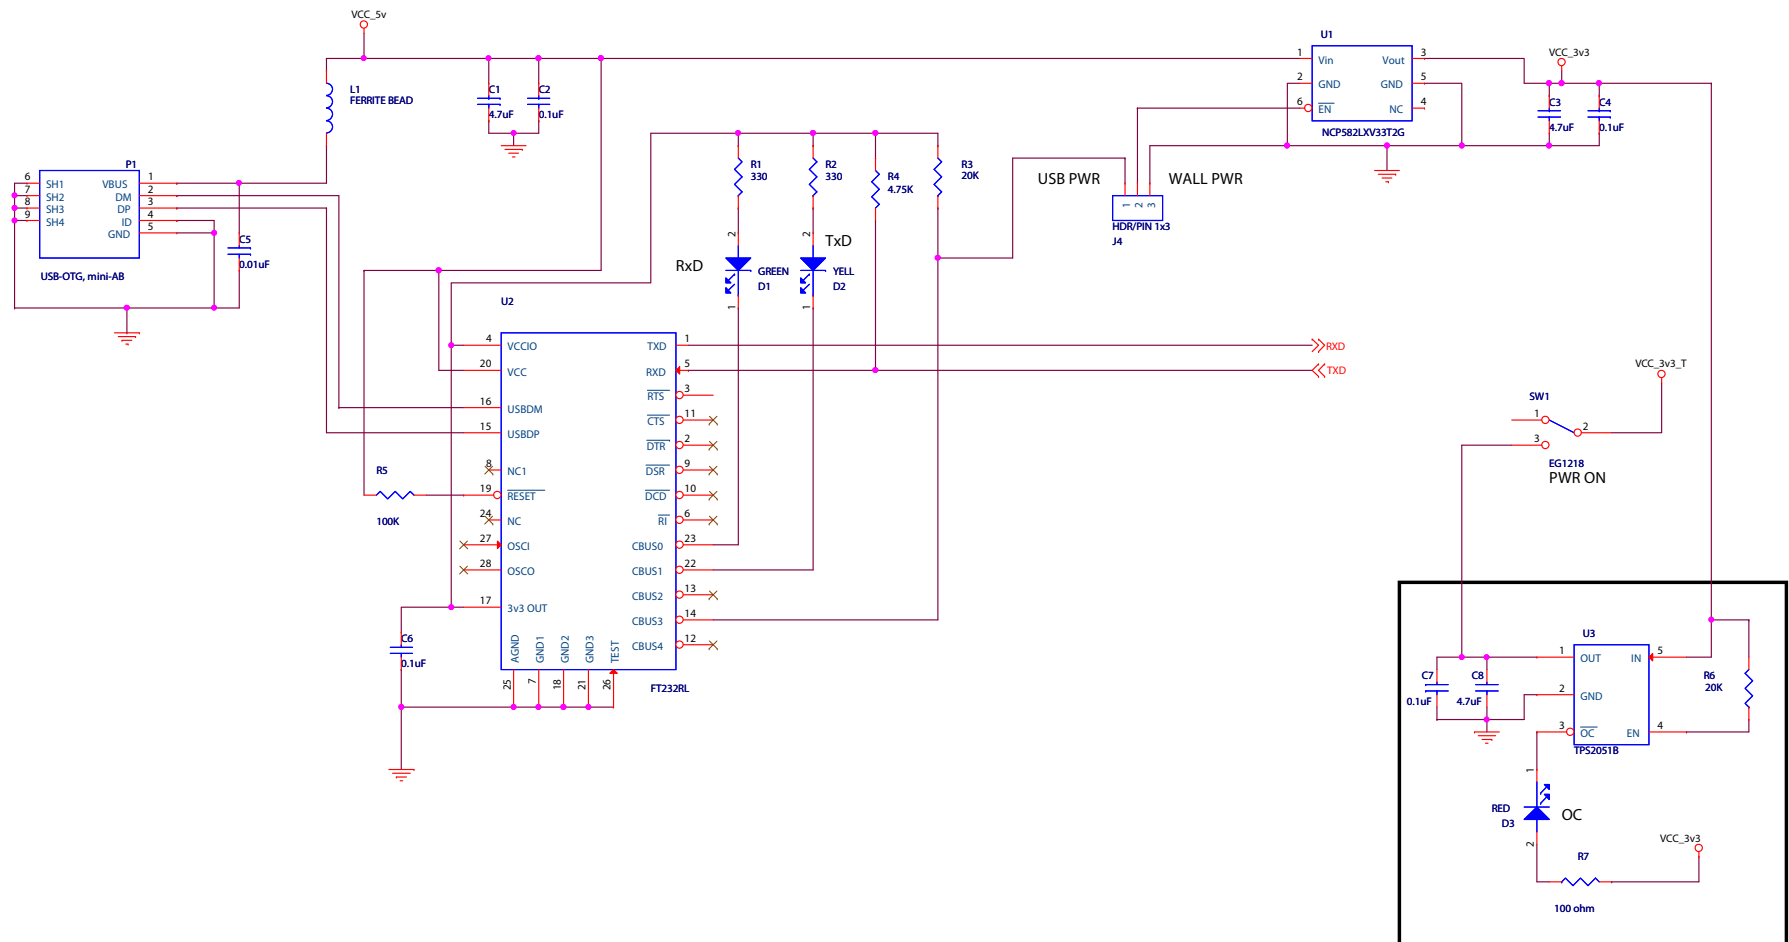 VCC_5v
L1
FERRITE BEAD
C1
4.7uF
C2
0.1uF
U1
1
Vin
2
GND
6
EN
Vout
3
GND
5
NC
4
NCP582LXV33T2G
VCC_3v3
C3
4.7uF
C4
0.1uF
P1
6
SH1
7
SH2
8
SH3
9
SH4
VBUS
1
DM
2
DP
3
ID
4
GND
5
USB-OTG, mini-AB
C5
0.01uF
R1
330
R2
330
R4
4.75K
R3
20K
USB PWR
WALL PWR
1
2
3
HDR/PIN 1x3
J4
RxD
2
GREEN
D1
1
TxD
2
YELL
D2
1
U2
4
VCCIO
20
VCC
16
USBDM
15
USBDP
8
NC1
19
RESET
24
NC
27
OSCI
28
OSCO
17
3v3 OUT
TXD
1
RXD
5
RTS
3
CTS
11
DTR
2
DSR
9
DCD
10
RI
6
CBUS0
23
CBUS1
22
CBUS2
13
CBUS3
14
CBUS4
12
AGND
GND1
GND2
GND3
TEST
25
7
18
21
26
FT232RL
R5
100K
C6
0.1uF
RXD
TXD
VCC_3v3_T
SW1
1
2
3
EG1218
PWR ON
U3
1
OUT
2
GND
3
OC
IN
5
EN
4
TPS2051B
C7
0.1uF
C8
4.7uF
R6
20K
1
RED
D3
OC
2
R7
100 ohm
VCC_3v3